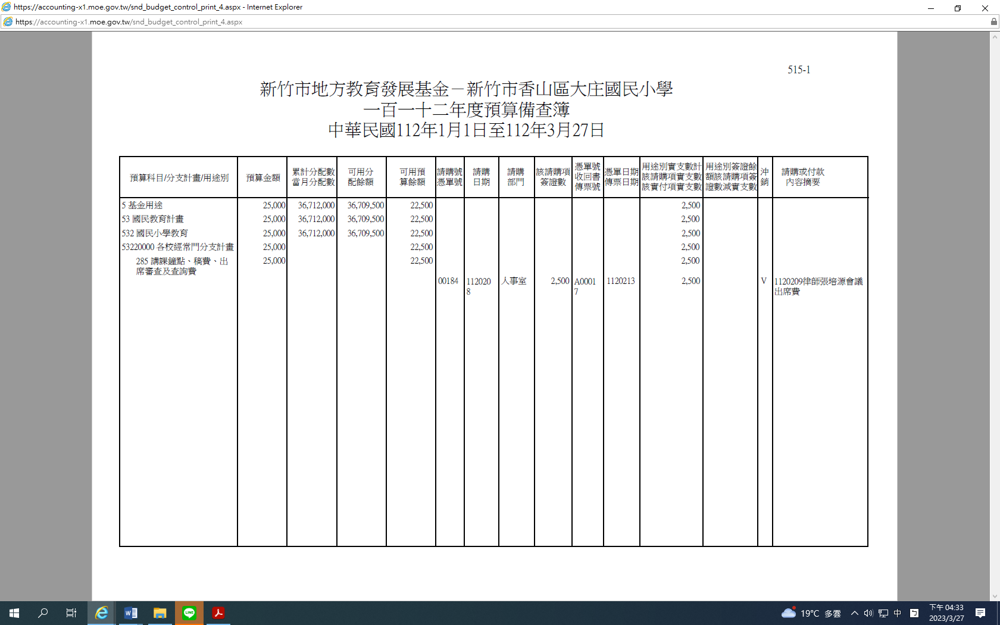 https://accounting-x1.moe.gov.tw/snd_budget_control_print_4.aspx - Internet Explorer
https://accounting-x1.moe.gov.tw/snd_budget_control_print_4.aspx
515-1
新竹市地方教育發展基金－新竹市香山區大庄國民小學
一百一十二年度預算備查簿
中華民國112年1月1日至112年3月27日
預算科目/分支計畫/用途別
預算金額
累計分配數
當月分配數
可用分
配餘額
可用預
算餘額
請購號
憑單號
請購
日期
請購
部門
該請購項
簽證數
憑單號
收回書
傳票號
憑單日期
傳票日期
用途別實支數計
該請購項實支數
該實付項實支數
用途別簽證餘
額該請購項簽
證數減實支數
沖
銷
請購或付款
內容摘要
5 基金用途 25,000 36,712,000 36,709,500 22,500 2,500
53 國民教育計畫 25,000 36,712,000 36,709,500 22,500 2,500
532 國民小學教育 25,000 36,712,000 36,709,500 22,500 2,500
53220000 各校經常門分支計畫 25,000 22,500 2,500
285 講課鐘點、稿費、出 25,000 22,500 2,500
席審查及查詢費
00184 112020 人事室 2,500 A0001 1120213 2,500 V 1120209律師張培源會議
8 7 出席費
19°C 多雲
中
下午 04:33
2023/3/27